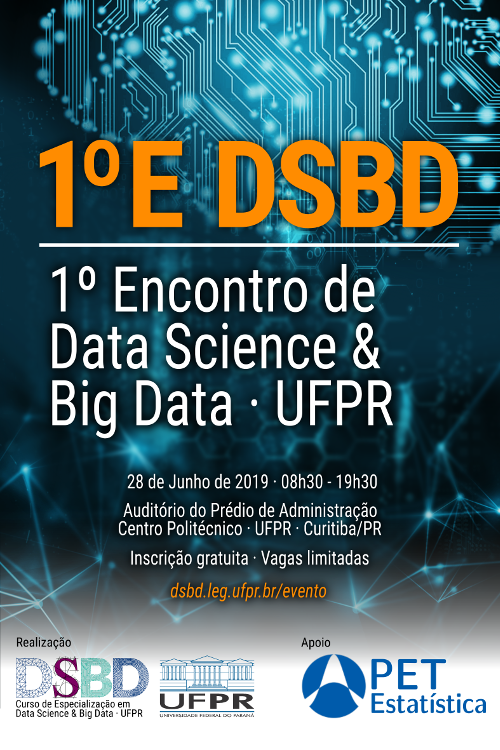 1º E DSBD
1º Encontro de
Data Science &
Big Data · UFPR
28 de Junho de 2019 · 08h30 - 19h30
Auditório do Prédio de Administração
Centro Politécnico · UFPR · Curitiba/PR
Inscrição gratuita · Vagas limitadas
dsbd.leg.ufpr.br/evento
Realização
DSBD
Curso de Especialização em
Data Science & Big Data · UFPR
UFPR
UNIVERSIDADE FEDERAL DO PARANÁ
Apoio
PET
Estatística